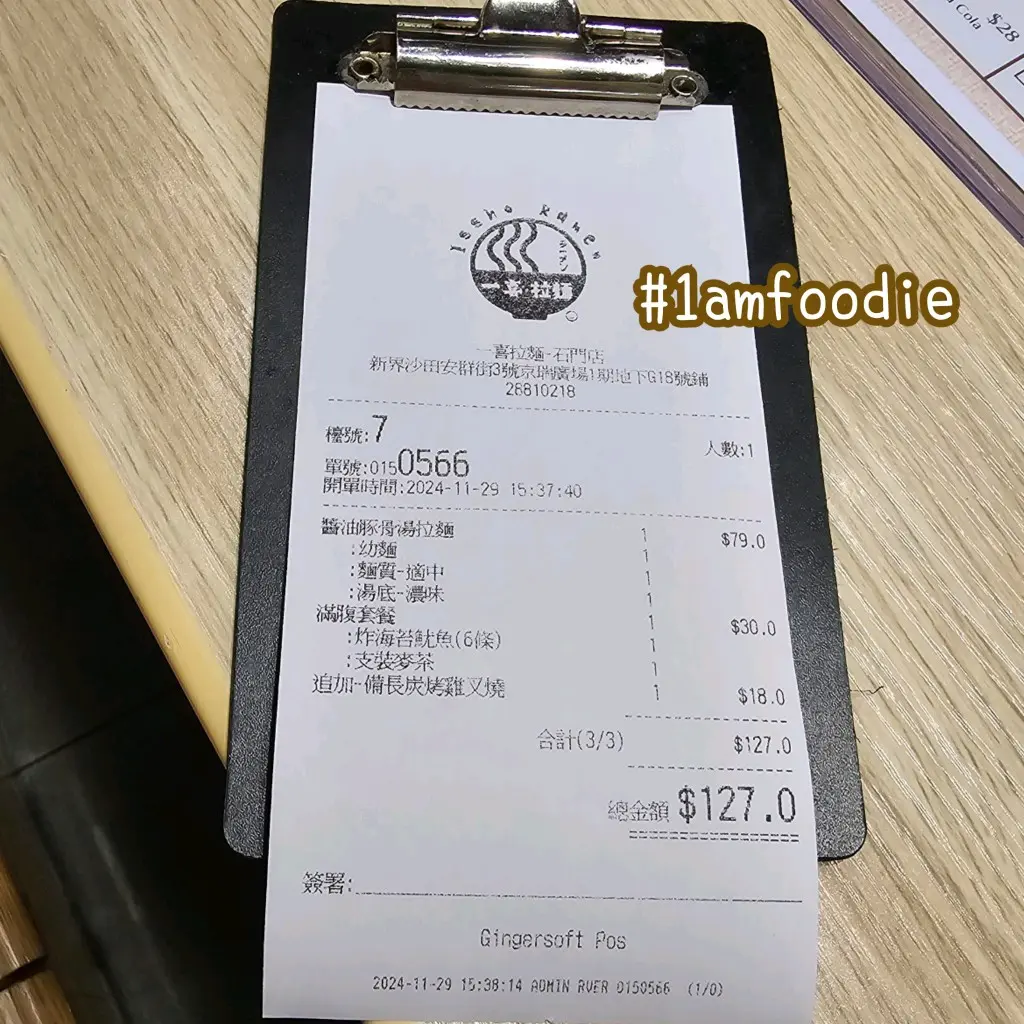 Cola $28
Issho Ramen
ラーメン
一喜·拉麵
#1amfoodie
一喜拉麵-石門店
新界沙田安群街3號京瑞廣場1期地下G18號鋪
26810218
檯號:7
人數:1
單號:0150566
開單時間:2024-11-29 15:37:40
醬油豚骨湯拉麵 1 $79.0
:幼麵 1
:麵質-適中 1
:湯底-濃味 1
滿腹套餐 1 $30.0
:炸海苔魷魚(6條) 1
:支裝麥茶 1
追加-備長炭烤雞叉燒 1 $18.0
合計(3/3) $127.0
總金額 $127.0
簽署:
Gingersoft Pos
2024-11-29 15:38:14 ADMIN RVER 0150566 (1/0)